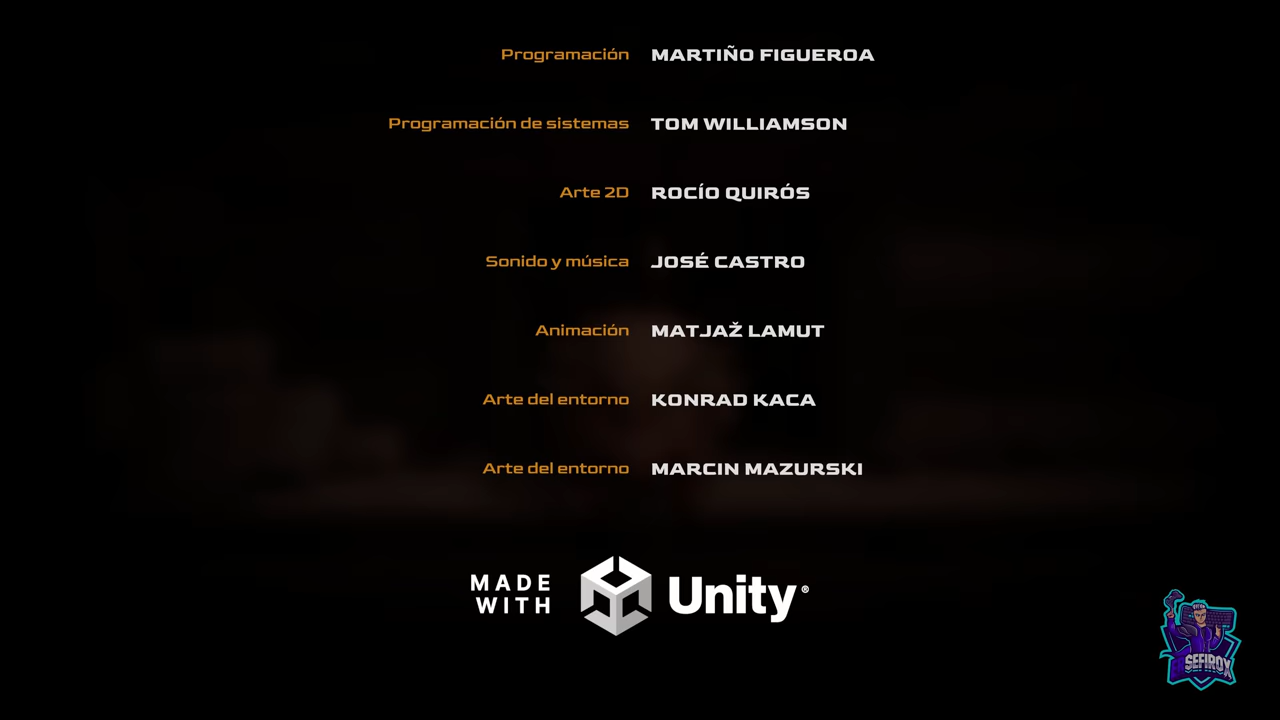 Programación MARTIÑO FIGUEROA
Programación de sistemas TOM WILLIAMSON
Arte 2D ROCÍO QUIRÓS
Sonido y música JOSÉ CASTRO
Animación MATJAŽ LAMUT
Arte del entorno KONRAD KACA
Arte del entorno MARCIN MAZURSKI
MADE WITH Unity®
SEFIROX